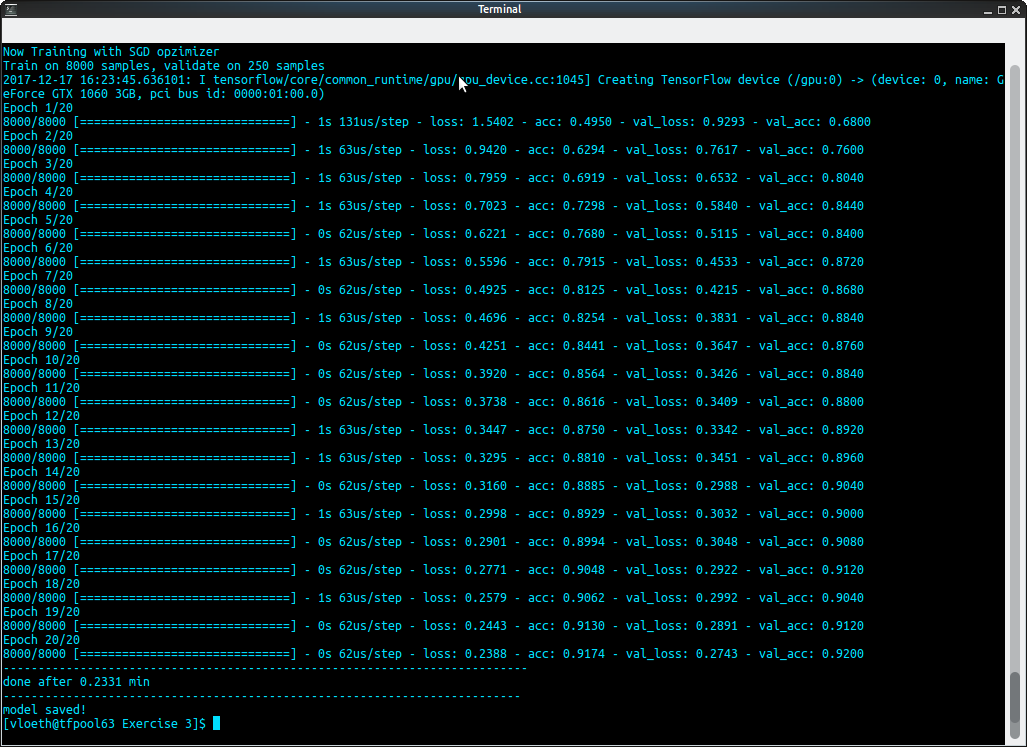 Terminal
Now Training with SGD opzimizer
Train on 8000 samples, validate on 250 samples
2017-12-17 16:23:45.636101: I tensorflow/core/common_runtime/gpu/gpu_device.cc:1045] Creating TensorFlow device (/gpu:0) -> (device: 0, name: G
eForce GTX 1060 3GB, pci bus id: 0000:01:00.0)
Epoch 1/20
8000/8000 [==============================] - 1s 131us/step - loss: 1.5402 - acc: 0.4950 - val_loss: 0.9293 - val_acc: 0.6800
Epoch 2/20
8000/8000 [==============================] - 1s 63us/step - loss: 0.9420 - acc: 0.6294 - val_loss: 0.7617 - val_acc: 0.7600
Epoch 3/20
8000/8000 [==============================] - 1s 63us/step - loss: 0.7959 - acc: 0.6919 - val_loss: 0.6532 - val_acc: 0.8040
Epoch 4/20
8000/8000 [==============================] - 1s 63us/step - loss: 0.7023 - acc: 0.7298 - val_loss: 0.5840 - val_acc: 0.8440
Epoch 5/20
8000/8000 [==============================] - 0s 62us/step - loss: 0.6221 - acc: 0.7680 - val_loss: 0.5115 - val_acc: 0.8400
Epoch 6/20
8000/8000 [==============================] - 1s 63us/step - loss: 0.5596 - acc: 0.7915 - val_loss: 0.4533 - val_acc: 0.8720
Epoch 7/20
8000/8000 [==============================] - 0s 62us/step - loss: 0.4925 - acc: 0.8125 - val_loss: 0.4215 - val_acc: 0.8680
Epoch 8/20
8000/8000 [==============================] - 1s 63us/step - loss: 0.4696 - acc: 0.8254 - val_loss: 0.3831 - val_acc: 0.8840
Epoch 9/20
8000/8000 [==============================] - 0s 62us/step - loss: 0.4251 - acc: 0.8441 - val_loss: 0.3647 - val_acc: 0.8760
Epoch 10/20
8000/8000 [==============================] - 0s 62us/step - loss: 0.3920 - acc: 0.8564 - val_loss: 0.3426 - val_acc: 0.8840
Epoch 11/20
8000/8000 [==============================] - 0s 62us/step - loss: 0.3738 - acc: 0.8616 - val_loss: 0.3409 - val_acc: 0.8800
Epoch 12/20
8000/8000 [==============================] - 1s 63us/step - loss: 0.3447 - acc: 0.8750 - val_loss: 0.3342 - val_acc: 0.8920
Epoch 13/20
8000/8000 [==============================] - 1s 63us/step - loss: 0.3295 - acc: 0.8810 - val_loss: 0.3451 - val_acc: 0.8960
Epoch 14/20
8000/8000 [==============================] - 0s 62us/step - loss: 0.3160 - acc: 0.8885 - val_loss: 0.2988 - val_acc: 0.9040
Epoch 15/20
8000/8000 [==============================] - 1s 63us/step - loss: 0.2998 - acc: 0.8929 - val_loss: 0.3032 - val_acc: 0.9000
Epoch 16/20
8000/8000 [==============================] - 0s 62us/step - loss: 0.2901 - acc: 0.8994 - val_loss: 0.3048 - val_acc: 0.9080
Epoch 17/20
8000/8000 [==============================] - 0s 62us/step - loss: 0.2771 - acc: 0.9048 - val_loss: 0.2922 - val_acc: 0.9120
Epoch 18/20
8000/8000 [==============================] - 1s 63us/step - loss: 0.2579 - acc: 0.9062 - val_loss: 0.2992 - val_acc: 0.9040
Epoch 19/20
8000/8000 [==============================] - 0s 62us/step - loss: 0.2443 - acc: 0.9130 - val_loss: 0.2891 - val_acc: 0.9120
Epoch 20/20
8000/8000 [==============================] - 0s 62us/step - loss: 0.2388 - acc: 0.9174 - val_loss: 0.2743 - val_acc: 0.9200
---------------------------------------------------------------------------
done after 0.2331 min
--------------------------------------------------------------------------
model saved!
[vloeth@tfpool63 Exercise 3]$